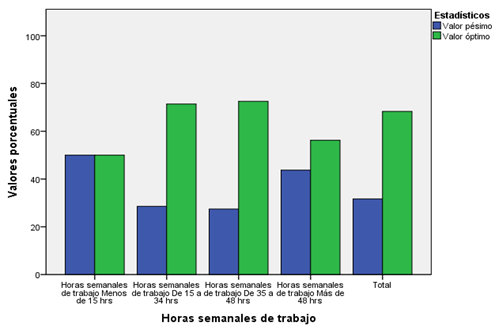 Estadísticos
Valor pésimo
Valor óptimo
Valores porcentuales
100
80
60
40
20
0
Horas semanales de trabajo Menos de 15 hrs
Horas semanales de trabajo De 15 a 34 hrs
Horas semanales de trabajo De 35 a 48 hrs
Horas semanales de trabajo Más de 48 hrs
Total
Horas semanales de trabajo